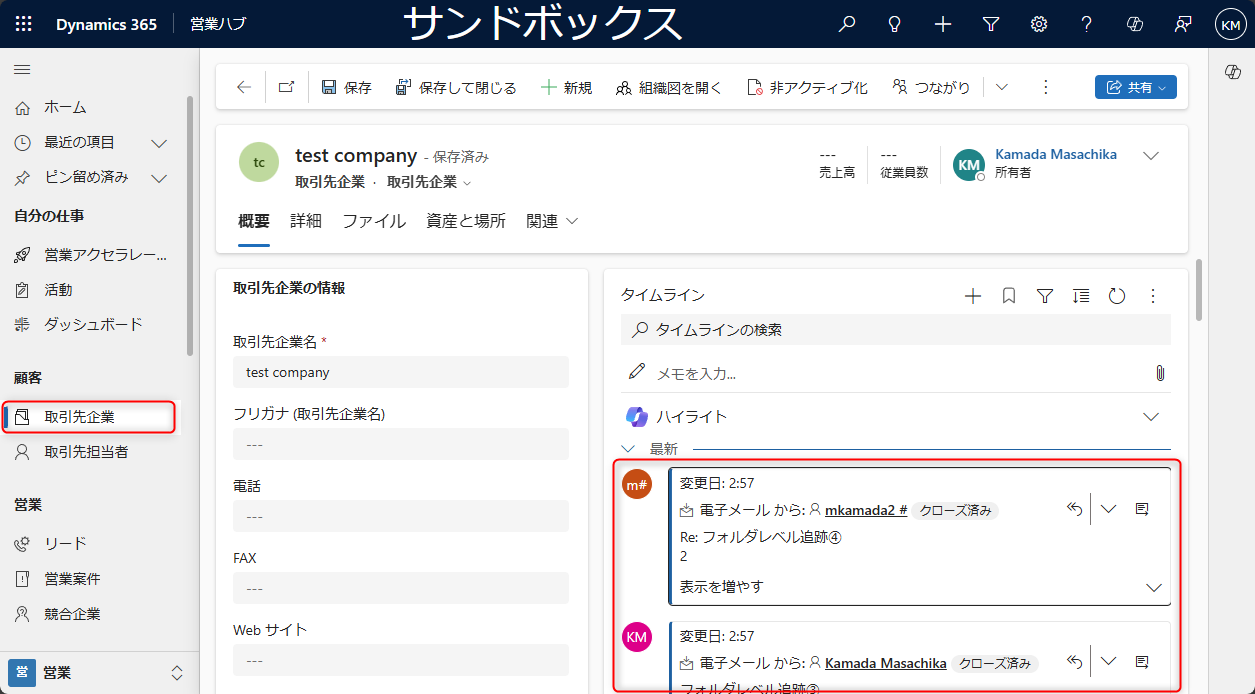 Dynamics 365 営業ハブ サンドボックス KM
保存 保存して閉じる 新規 組織図を開く 非アクティブ化 つながり 共有
ホーム
最近の項目
ピン留め済み
自分の仕事
営業アクセラレー...
活動
ダッシュボード
顧客
取引先企業
取引先担当者
営業
リード
営業案件
競合企業
営 営業
tc
test company - 保存済み
取引先企業 · 取引先企業
---
売上高
---
従業員数
KM
Kamada Masachika
所有者
概要 詳細 ファイル 資産と場所 関連
取引先企業の情報
取引先企業名 *
test company
フリガナ (取引先企業名)
---
電話
---
FAX
---
Web サイト
---
タイムライン
タイムラインの検索
メモを入力...
ハイライト
最新
m#
変更日: 2:57
電子メール から: mkamada2 # クローズ済み
Re: フォルダレベル追跡④
2
表示を増やす
KM
変更日: 2:57
電子メール から: Kamada Masachika クローズ済み
フォルダレベル追跡③